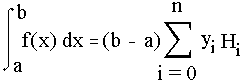 ∫_a^b f(x) dx = (b - a) ∑_{i = 0}^{n} y_i H_i